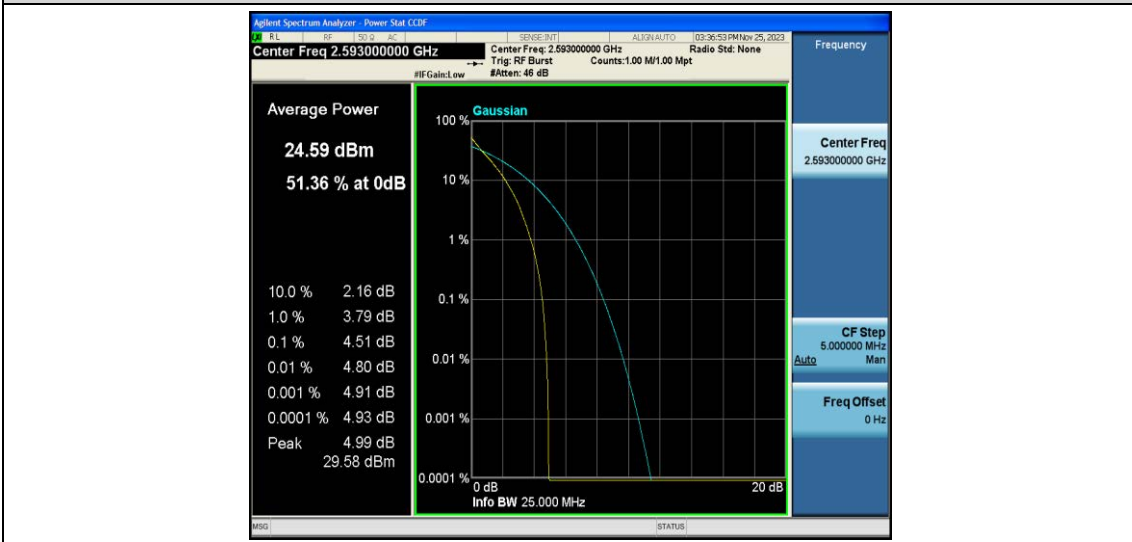 Agilent Spectrum Analyzer - Power Stat CCDF
LXI RL RF 50 Ω AC SENSE:INT ALIGN AUTO 03:36:53 PM Nov 25, 2023
Center Freq 2.593000000 GHz
Center Freq: 2.593000000 GHz Radio Std: None
Trig: RF Burst Counts:1.00 M/1.00 Mpt
#IFGain:Low #Atten: 46 dB
Frequency
Average Power
24.59 dBm
51.36 % at 0dB
10.0 % 2.16 dB
1.0 % 3.79 dB
0.1 % 4.51 dB
0.01 % 4.80 dB
0.001 % 4.91 dB
0.0001 % 4.93 dB
Peak 4.99 dB
29.58 dBm
Gaussian
100 %
10 %
1 %
0.1 %
0.01 %
0.001 %
0.0001 %
0 dB 20 dB
Info BW 25.000 MHz
Center Freq
2.593000000 GHz
CF Step
5.000000 MHz
Auto Man
Freq Offset
0 Hz
MSG STATUS